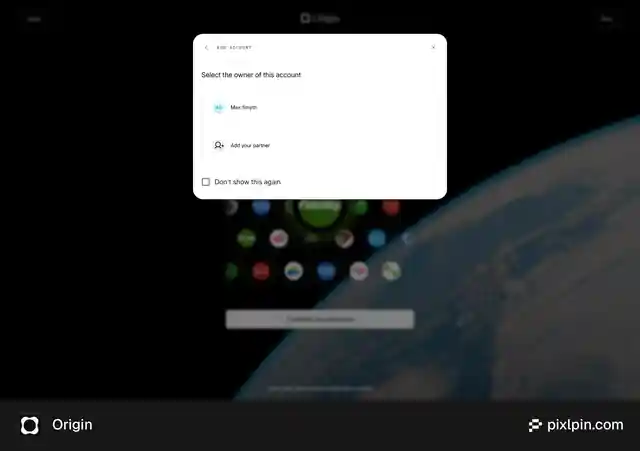 Origin
ADD ACCOUNT
Select the owner of this account
Max Smyth
Add your partner
Don't show this again
Origin
pixlpin.com